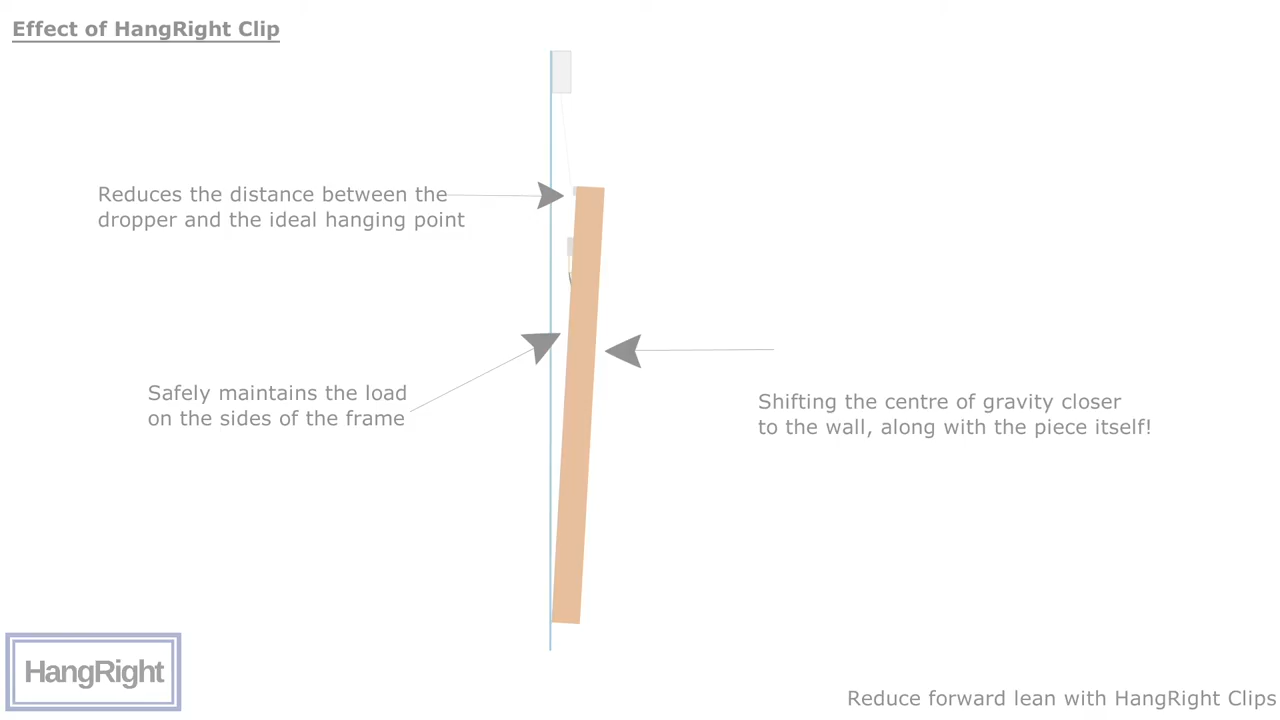 Effect of HangRight Clip
Reduces the distance between the
dropper and the ideal hanging point
Safely maintains the load
on the sides of the frame
Shifting the centre of gravity closer
to the wall, along with the piece itself!
HangRight
Reduce forward lean with HangRight Clips